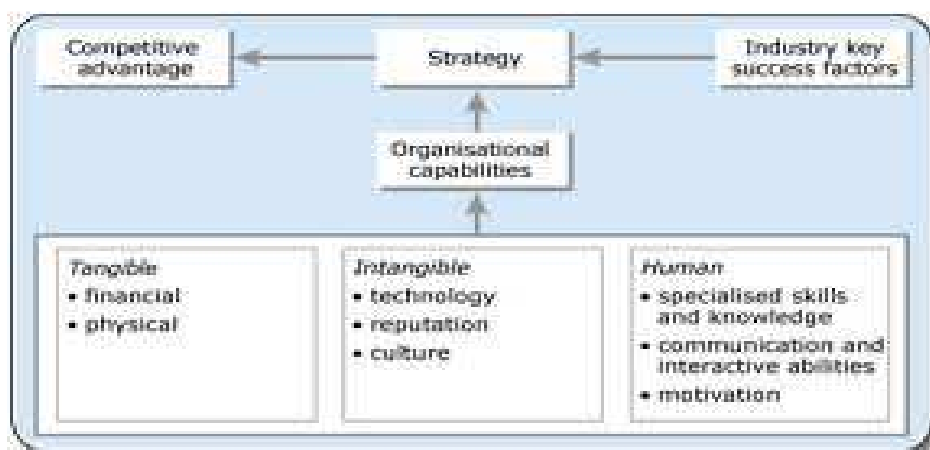 Competitive
advantage
Strategy
Industry key
success factors
Organisational
capabilities
Tangible
• financial
• physical
Intangible
• technology
• reputation
• culture
Human
• specialised skills
and knowledge
• communication and
interactive abilities
• motivation